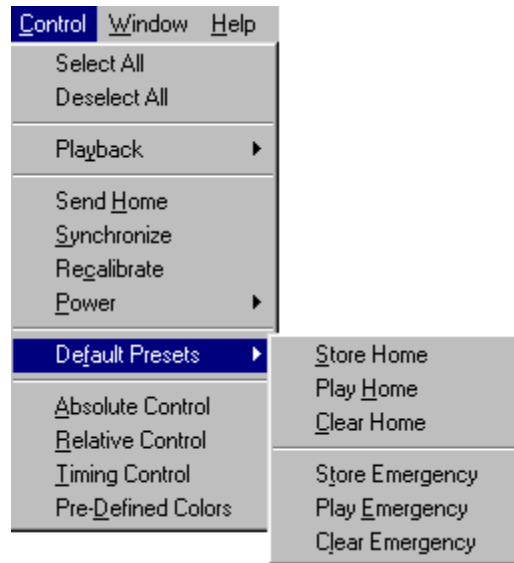 Control Window Help
Select All
Deselect All
Playback
Send Home
Synchronize
Recalibrate
Power
Default Presets
Store Home
Play Home
Clear Home
Store Emergency
Play Emergency
Clear Emergency
Absolute Control
Relative Control
Timing Control
Pre-Defined Colors